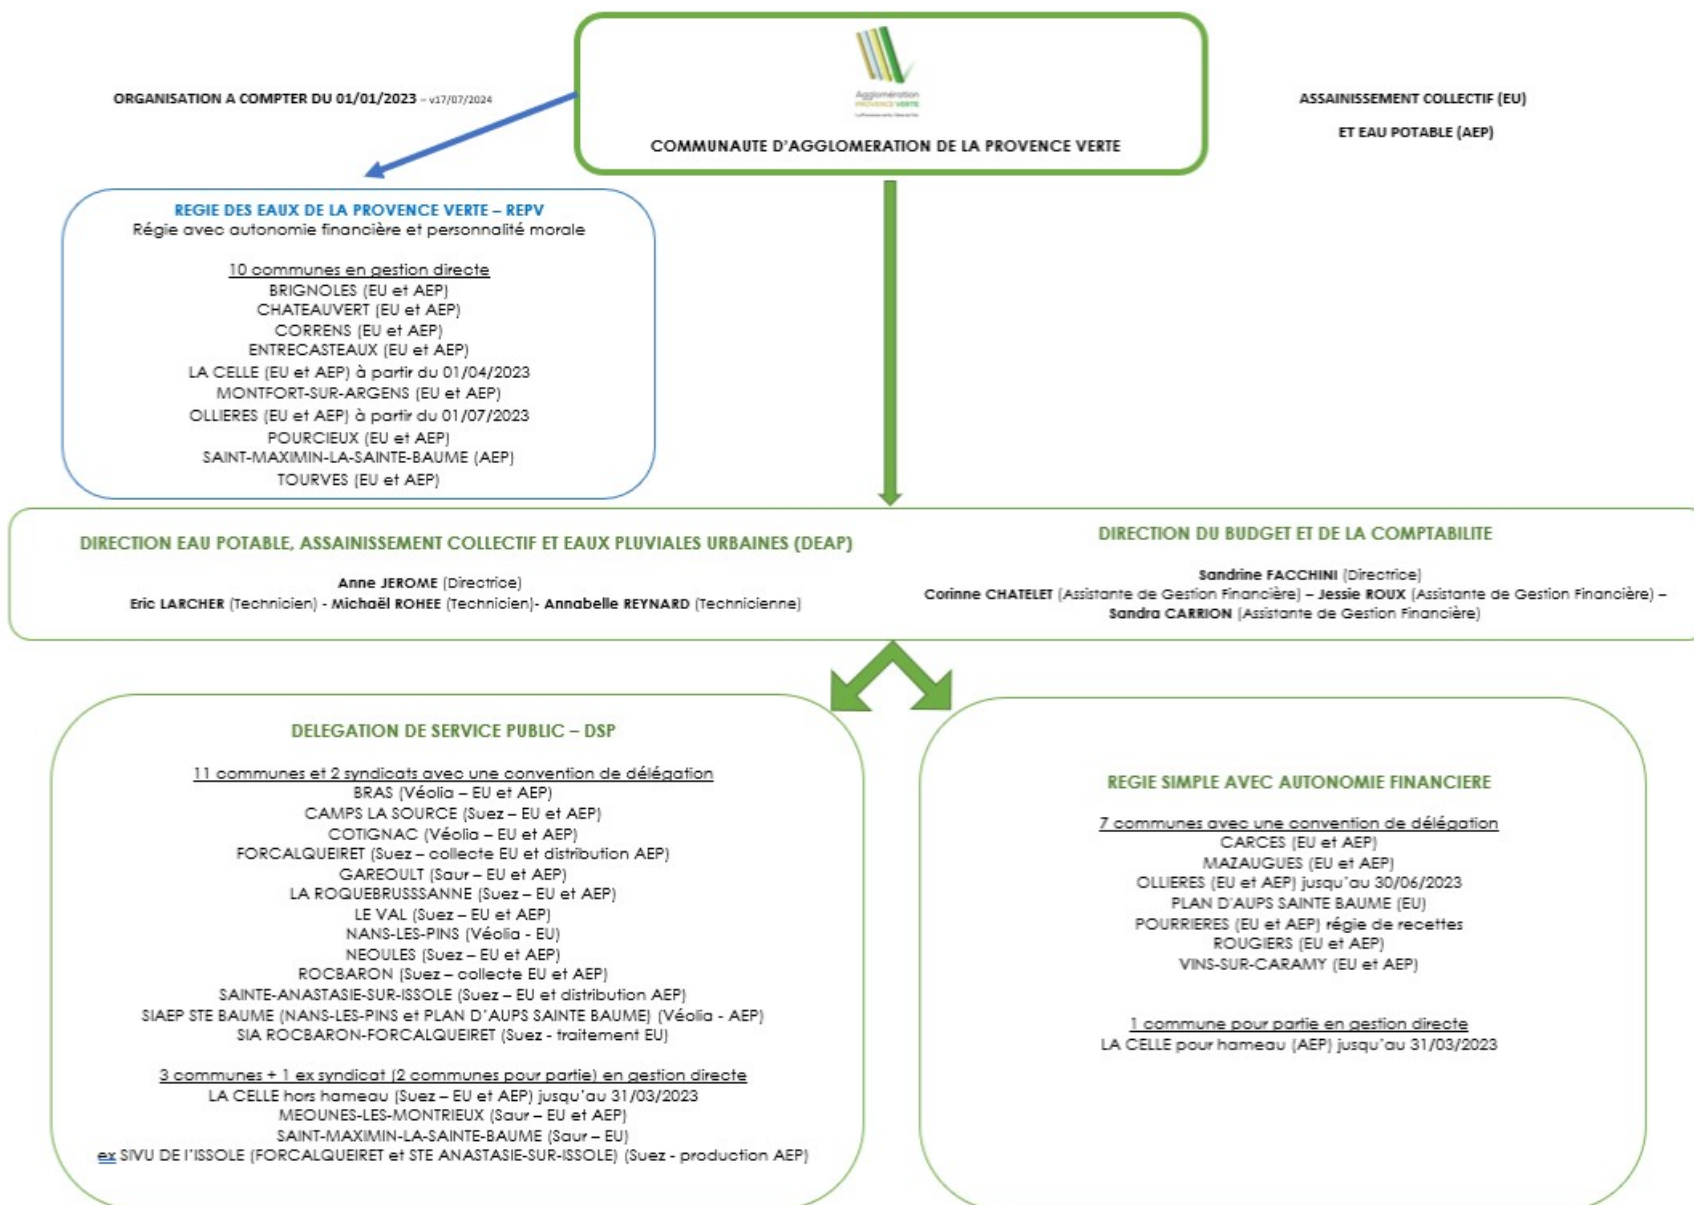 ORGANISATION A COMPTER DU 01/01/2023 – v17/07/2024
Agglomération
PROVENCE VERTE
COMMUNAUTE D'AGGLOMERATION DE LA PROVENCE VERTE
ASSAINISSEMENT COLLECTIF (EU)
ET EAU POTABLE (AEP)
REGIE DES EAUX DE LA PROVENCE VERTE – REPV
Régie avec autonomie financière et personnalité morale
10 communes en gestion directe
BRIGNOLES (EU et AEP)
CHATEAUVERT (EU et AEP)
CORRENS (EU et AEP)
ENTRECASTEAUX (EU et AEP)
LA CELLE (EU et AEP) à partir du 01/04/2023
MONTFORT-SUR-ARGENS (EU et AEP)
OLLIERES (EU et AEP) à partir du 01/07/2023
POURCIEUX (EU et AEP)
SAINT-MAXIMIN-LA-SAINTE-BAUME (AEP)
TOURVES (EU et AEP)
DIRECTION EAU POTABLE, ASSAINISSEMENT COLLECTIF ET EAUX PLUVIALES URBAINES (DEAP)
Anne JEROME (Directrice)
Eric LARCHER (Technicien) - Michaël ROHEE (Technicien)- Annabelle REYNARD (Technicienne)
DIRECTION DU BUDGET ET DE LA COMPTABILITE
Sandrine FACCHINI (Directrice)
Corinne CHATELET (Assistante de Gestion Financière) – Jessie ROUX (Assistante de Gestion Financière) –
Sandra CARRION (Assistante de Gestion Financière)
DELEGATION DE SERVICE PUBLIC – DSP
11 communes et 2 syndicats avec une convention de délégation
BRAS (Véolia – EU et AEP)
CAMPS LA SOURCE (Suez – EU et AEP)
COTIGNAC (Véolia – EU et AEP)
FORCALQUEIRET (Suez – collecte EU et distribution AEP)
GAREOULT (Saur – EU et AEP)
LA ROQUEBRUSSSANNE (Suez – EU et AEP)
LE VAL (Suez – EU et AEP)
NANS-LES-PINS (Véolia - EU)
NEOULES (Suez – EU et AEP)
ROCBARON (Suez – collecte EU et AEP)
SAINTE-ANASTASIE-SUR-ISSOLE (Suez – EU et distribution AEP)
SIAEP STE BAUME (NANS-LES-PINS et PLAN D'AUPS SAINTE BAUME) (Véolia - AEP)
SIA ROCBARON-FORCALQUEIRET (Suez - traitement EU)
3 communes + 1 ex syndicat (2 communes pour partie) en gestion directe
LA CELLE hors hameau (Suez – EU et AEP) jusqu'au 31/03/2023
MEOUNES-LES-MONTRIEUX (Saur – EU et AEP)
SAINT-MAXIMIN-LA-SAINTE-BAUME (Saur – EU)
ex SIVU DE l'ISSOLE (FORCALQUEIRET et STE ANASTASIE-SUR-ISSOLE) (Suez - production AEP)
REGIE SIMPLE AVEC AUTONOMIE FINANCIERE
7 communes avec une convention de délégation
CARCES (EU et AEP)
MAZAUGUES (EU et AEP)
OLLIERES (EU et AEP) jusqu'au 30/06/2023
PLAN D'AUPS SAINTE BAUME (EU)
POURRIERES (EU et AEP) régie de recettes
ROUGIERS (EU et AEP)
VINS-SUR-CARAMY (EU et AEP)
1 commune pour partie en gestion directe
LA CELLE pour hameau (AEP) jusqu'au 31/03/2023